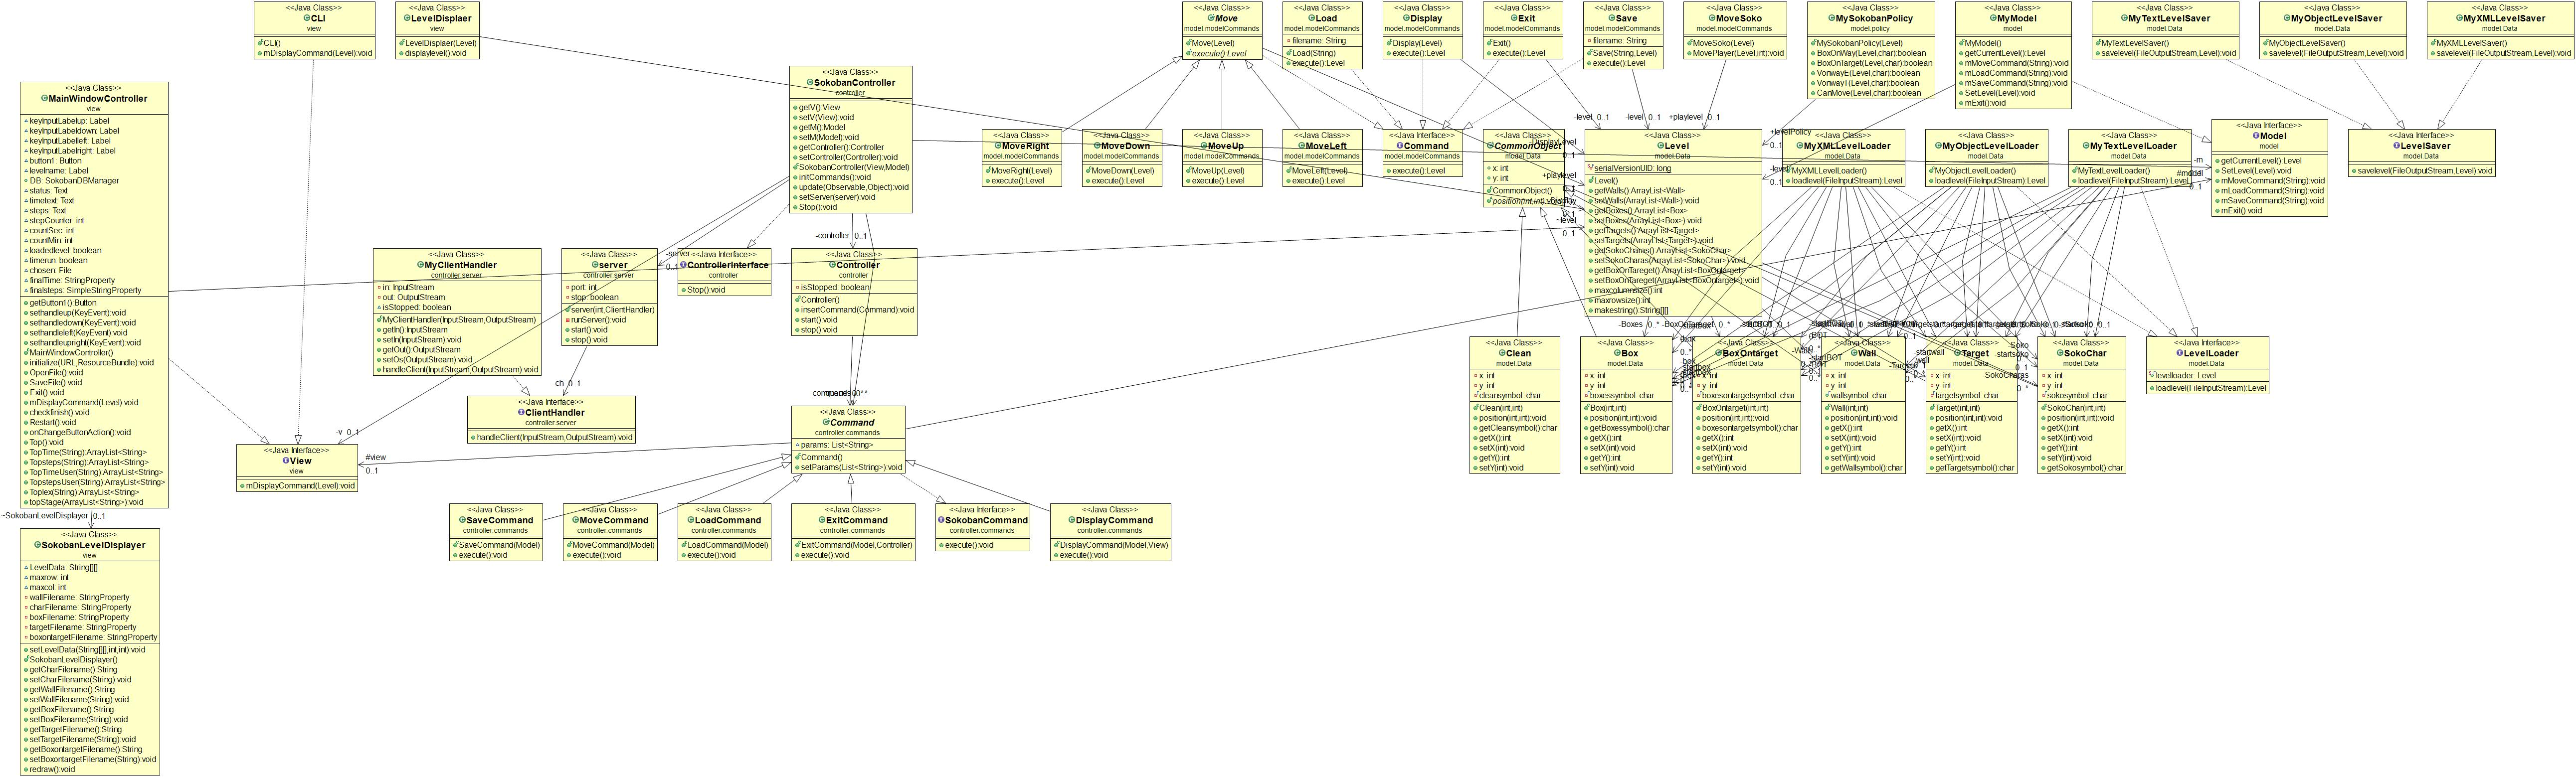 <<Java Class>>
CLI
view
CLI()
mDisplayCommand(Level):void
<<Java Class>>
LevelDisplaer
view
LevelDisplaer(Level)
displaylevel():void
<<Java Class>>
Move
model.modelCommands
Move(Level)
execute():Level
<<Java Class>>
Load
model.modelCommands
filename: String
Load(String)
execute():Level
<<Java Class>>
Display
model.modelCommands
Display(Level)
execute():Level
<<Java Class>>
Exit
model.modelCommands
Exit()
execute():Level
<<Java Class>>
Save
model.modelCommands
filename: String
Save(String,Level)
execute():Level
<<Java Class>>
MoveSoko
model.modelCommands
MoveSoko(Level)
MovePlayer(Level,int):void
<<Java Class>>
MySokobanPolicy
model.policy
MySokobanPolicy(Level)
BoxOnWay(Level,char):boolean
BoxOnTarget(Level,char):boolean
VonwayE(Level,char):boolean
VonwayT(Level,char):boolean
CanMove(Level,char):boolean
<<Java Class>>
MyModel
model
MyModel()
getCurrentLevel():Level
mMoveCommand(String):void
mLoadCommand(String):void
mSaveCommand(String):void
SetLevel(Level):void
mExit():void
<<Java Class>>
MyTextLevelSaver
model.Data
MyTextLevelSaver()
savelevel(FileOutputStream,Level):void
<<Java Class>>
MyObjectLevelSaver
model.Data
MyObjectLevelSaver()
savelevel(FileOutputStream,Level):void
<<Java Class>>
MyXMLLevelSaver
model.Data
MyXMLLevelSaver()
savelevel(FileOutputStream,Level):void
<<Java Class>>
MainWindowController
view
keyInputLabelup: Label
keyInputLabeldown: Label
keyInputLabelleft: Label
keyInputLabelright: Label
button1: Button
levelname: Label
DB: SokobanDBManager
status: Text
timetext: Text
steps: Text
stepCounter: int
countSec: int
countMin: int
loadedlevel: boolean
timerun: boolean
chosen: File
finalTime: StringProperty
finalsteps: SimpleStringProperty
getButton1():Button
sethandleup(KeyEvent):void
sethandledown(KeyEvent):void
sethandleleft(KeyEvent):void
sethandleupright(KeyEvent):void
MainWindowController()
initialize(URL,ResourceBundle):void
OpenFile():void
SaveFile():void
Exit():void
mDisplayCommand(Level):void
checkfinish():void
Restart():void
onChangeButtonAction():void
Top():void
TopTime(String):ArrayList<String>
Topsteps(String):ArrayList<String>
TopTimeUser(String):ArrayList<String>
TopstepsUser(String):ArrayList<String>
Toplex(String):ArrayList<String>
topStage(ArrayList<String>):void
<<Java Class>>
SokobanController
controller
getV():View
setV(View):void
getM():Model
setM(Model):void
getController():Controller
setController(Controller):void
SokobanController(View,Model)
initCommands():void
update(Observable,Object):void
setServer(server):void
Stop():void
<<Java Class>>
MoveRight
model.modelCommands
MoveRight(Level)
execute():Level
<<Java Class>>
MoveDown
model.modelCommands
MoveDown(Level)
execute():Level
<<Java Class>>
MoveUp
model.modelCommands
MoveUp(Level)
execute():Level
<<Java Class>>
MoveLeft
model.modelCommands
MoveLeft(Level)
execute():Level
<<Java Interface>>
Command
model.modelCommands
execute():Level
<<Java Class>>
CommonObject
model.Data
x: int
y: int
CommonObject()
<<Java Class>>
Level
model.Data
serialVersionUID: long
Level()
getWalls():ArrayList<Wall>
setWalls(ArrayList<Wall>):void
getBoxes():ArrayList<Box>
setBoxes(ArrayList<Box>):void
getTargets():ArrayList<Target>
setTargets(ArrayList<Target>):void
getSokoCharas():ArrayList<SokoChar>
setSokoCharas(ArrayList<SokoChar>):void
getBoxOnTareget():ArrayList<BoxOntarget>
setBoxOnTareget(ArrayList<BoxOntarget>):void
maxcolumnsize():int
maxrowsize():int
makestring():String[][]
<<Java Class>>
MyXMLLevelLoader
model.Data
MyXMLLevelLoader()
loadlevel(FileInputStream):Level
<<Java Class>>
MyObjectLevelLoader
model.Data
MyObjectLevelLoader()
loadlevel(FileInputStream):Level
<<Java Class>>
MyTextLevelLoader
model.Data
MyTextLevelLoader()
loadlevel(FileInputStream):Level
<<Java Interface>>
Model
model
getCurrentLevel():Level
SetLevel(Level):void
mMoveCommand(String):void
mLoadCommand(String):void
mSaveCommand(String):void
mExit():void
<<Java Interface>>
LevelSaver
model.Data
savelevel(FileOutputStream,Level):void
-level 0..1
-level 0..1
+playlevel 0..1
+levelPolicy
0..1
-DisplayLevel
0..1
+playlevel
0..1
~level
0..1
-m
<<Java Class>>
MyClientHandler
controller.server
in: InputStream
out: OutputStream
isStopped: boolean
MyClientHandler(InputStream,OutputStream)
getIn():InputStream
setIn(InputStream):void
getOut():OutputStream
setOs(OutputStream):void
handleClient(InputStream,OutputStream):void
<<Java Class>>
server
controller.server
port: int
stop: boolean
server(int,ClientHandler)
runServer():void
start():void
stop():void
-server
0..1
<<Java Interface>>
ControllerInterface
controller
Stop():void
-controller 0..1
<<Java Class>>
Controller
controller
isStopped: boolean
Controller()
insertCommand(Command):void
start():void
stop():void
-ch 0..1
<<Java Interface>>
ClientHandler
controller.server
handleClient(InputStream,OutputStream):void
-v 0..1
<<Java Interface>>
View
view
mDisplayCommand(Level):void
#view
0..1
<<Java Class>>
Command
controller.commands
params: List<String>
Command()
setParams(List<String>):void
-Boxes 0..*
<<Java Class>>
Clean
model.Data
x: int
y: int
cleansymbol: char
Clean(int,int)
position(int,int):void
getCleansymbol():char
getX():int
setX(int):void
getY():int
setY(int):void
<<Java Class>>
Box
model.Data
x: int
y: int
boxessymbol: char
Box(int,int)
position(int,int):void
getBoxessymbol():char
getX():int
setX(int):void
getY():int
setY(int):void
<<Java Class>>
BoxOntarget
model.Data
x: int
y: int
boxesontargetsymbol: char
BoxOntarget(int,int)
position(int,int):void
boxesontargetsymbol():char
getX():int
setX(int):void
getY():int
setY(int):void
<<Java Class>>
Wall
model.Data
x: int
y: int
wallsymbol: char
Wall(int,int)
position(int,int):void
getX():int
setX(int):void
getY():int
setY(int):void
getWallsymbol():char
<<Java Class>>
Target
model.Data
x: int
y: int
targetsymbol: char
Target(int,int)
position(int,int):void
getX():int
setX(int):void
getY():int
setY(int):void
getTargetsymbol():char
<<Java Class>>
SokoChar
model.Data
x: int
y: int
sokosymbol: char
SokoChar(int,int)
position(int,int):void
getX():int
setX(int):void
getY():int
setY(int):void
getSokosymbol():char
-SokoCharas
0..*
<<Java Interface>>
LevelLoader
model.Data
levelloader: Level
loadlevel(FileInputStream):Level
<<Java Class>>
SaveCommand
controller.commands
SaveCommand(Model)
execute():void
<<Java Class>>
MoveCommand
controller.commands
MoveCommand(Model)
execute():void
<<Java Class>>
LoadCommand
controller.commands
LoadCommand(Model)
execute():void
<<Java Class>>
ExitCommand
controller.commands
ExitCommand(Model,Controller)
execute():void
<<Java Interface>>
SokobanCommand
controller.commands
execute():void
<<Java Class>>
DisplayCommand
controller.commands
DisplayCommand(Model,View)
execute():void
~SokobanLevelDisplayer 0..1
<<Java Class>>
SokobanLevelDisplayer
view
LevelData: String[][]
maxrow: int
maxcol: int
wallFilename: StringProperty
charFilename: StringProperty
boxFilename: StringProperty
targetFilename: StringProperty
boxontargetFilename: StringProperty
setLevelData(String[][],int,int):void
SokobanLevelDisplayer()
getCharFilename():String
setCharFilename(String):void
getWallFilename():String
setWallFilename(String):void
getBoxFilename():String
setBoxFilename(String):void
getTargetFilename():String
setTargetFilename(String):void
getBoxontargetFilename():String
setBoxontargetFilename(String):void
redraw():void